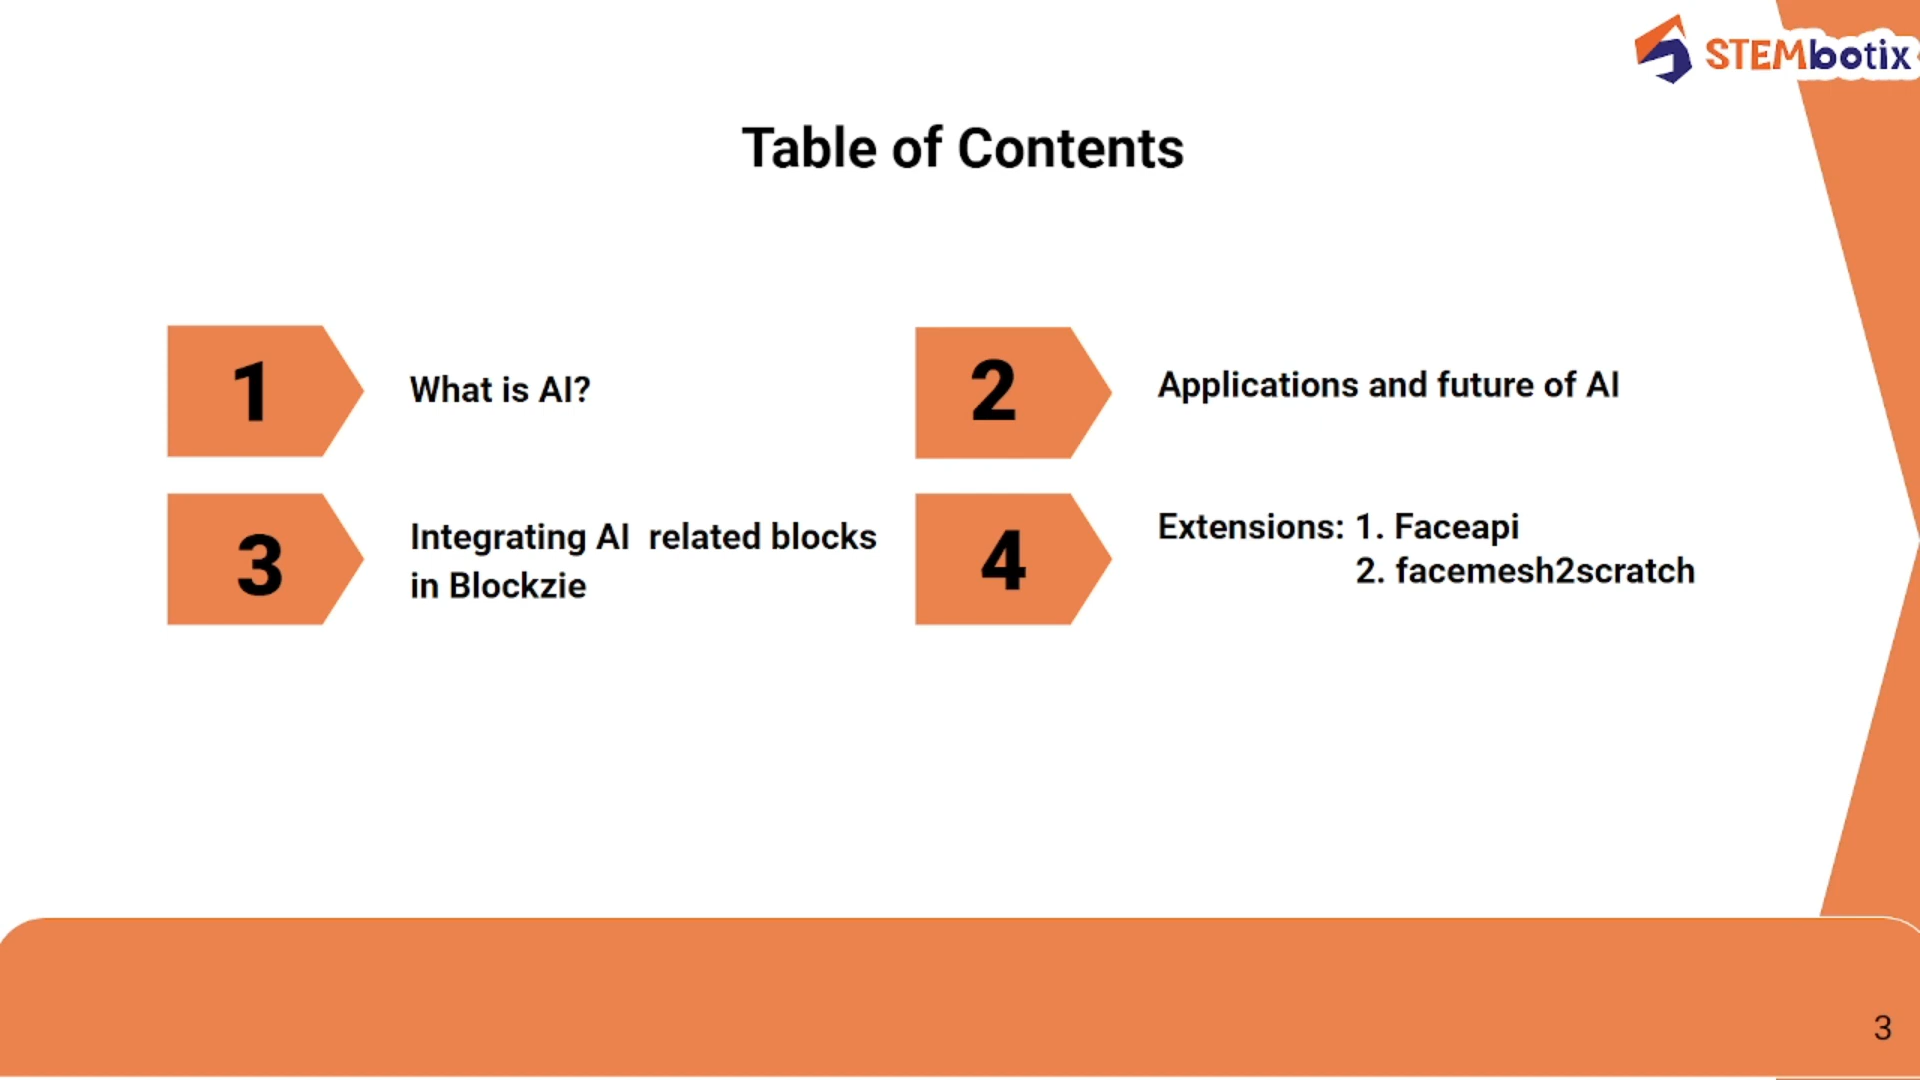 STEMbotix
Table of Contents
1
What is AI?
2
Applications and future of AI
3
Integrating AI  related blocks
in Blockzie
4
Extensions: 1. Faceapi
2. facemesh2scratch
3